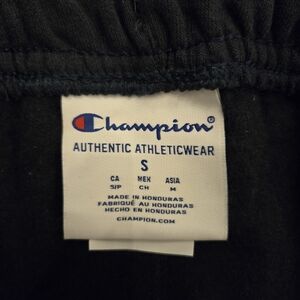 Champion
AUTHENTIC ATHLETICWEAR
S
CA MEX ASIA
S/P CH M
MADE IN HONDURAS
FABRIQUÉ AU HONDURAS
HECHO EN HONDURAS
CHAMPION.COM